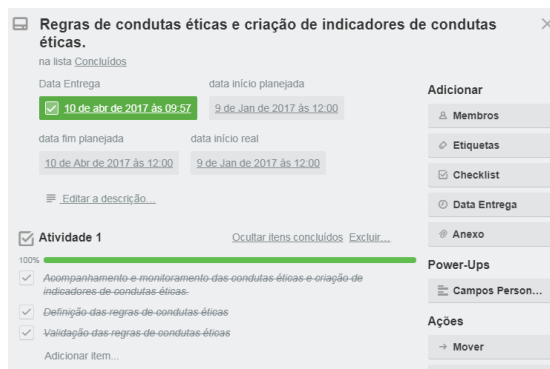 Regras de condutas éticas e criação de indicadores de condutas
éticas.
na lista Concluídos
Data Entrega
data início planejada
10 de abr de 2017 às 09:57
9 de Jan de 2017 às 12:00
data fim planejada
data início real
10 de Abr de 2017 às 12:00
9 de Jan de 2017 às 12:00
Editar a descrição...
Atividade 1
Ocultar itens concluídos
Excluir...
100%
Acompanhamento e monitoramento das condutas éticas e criação de
indicadores de condutas éticas.
Definição das regras de condutas éticas
Validação das regras de condutas éticas
Adicionar item...
Adicionar
Membros
Etiquetas
Checklist
Data Entrega
Anexo
Power-Ups
Campos Person...
Ações
Mover